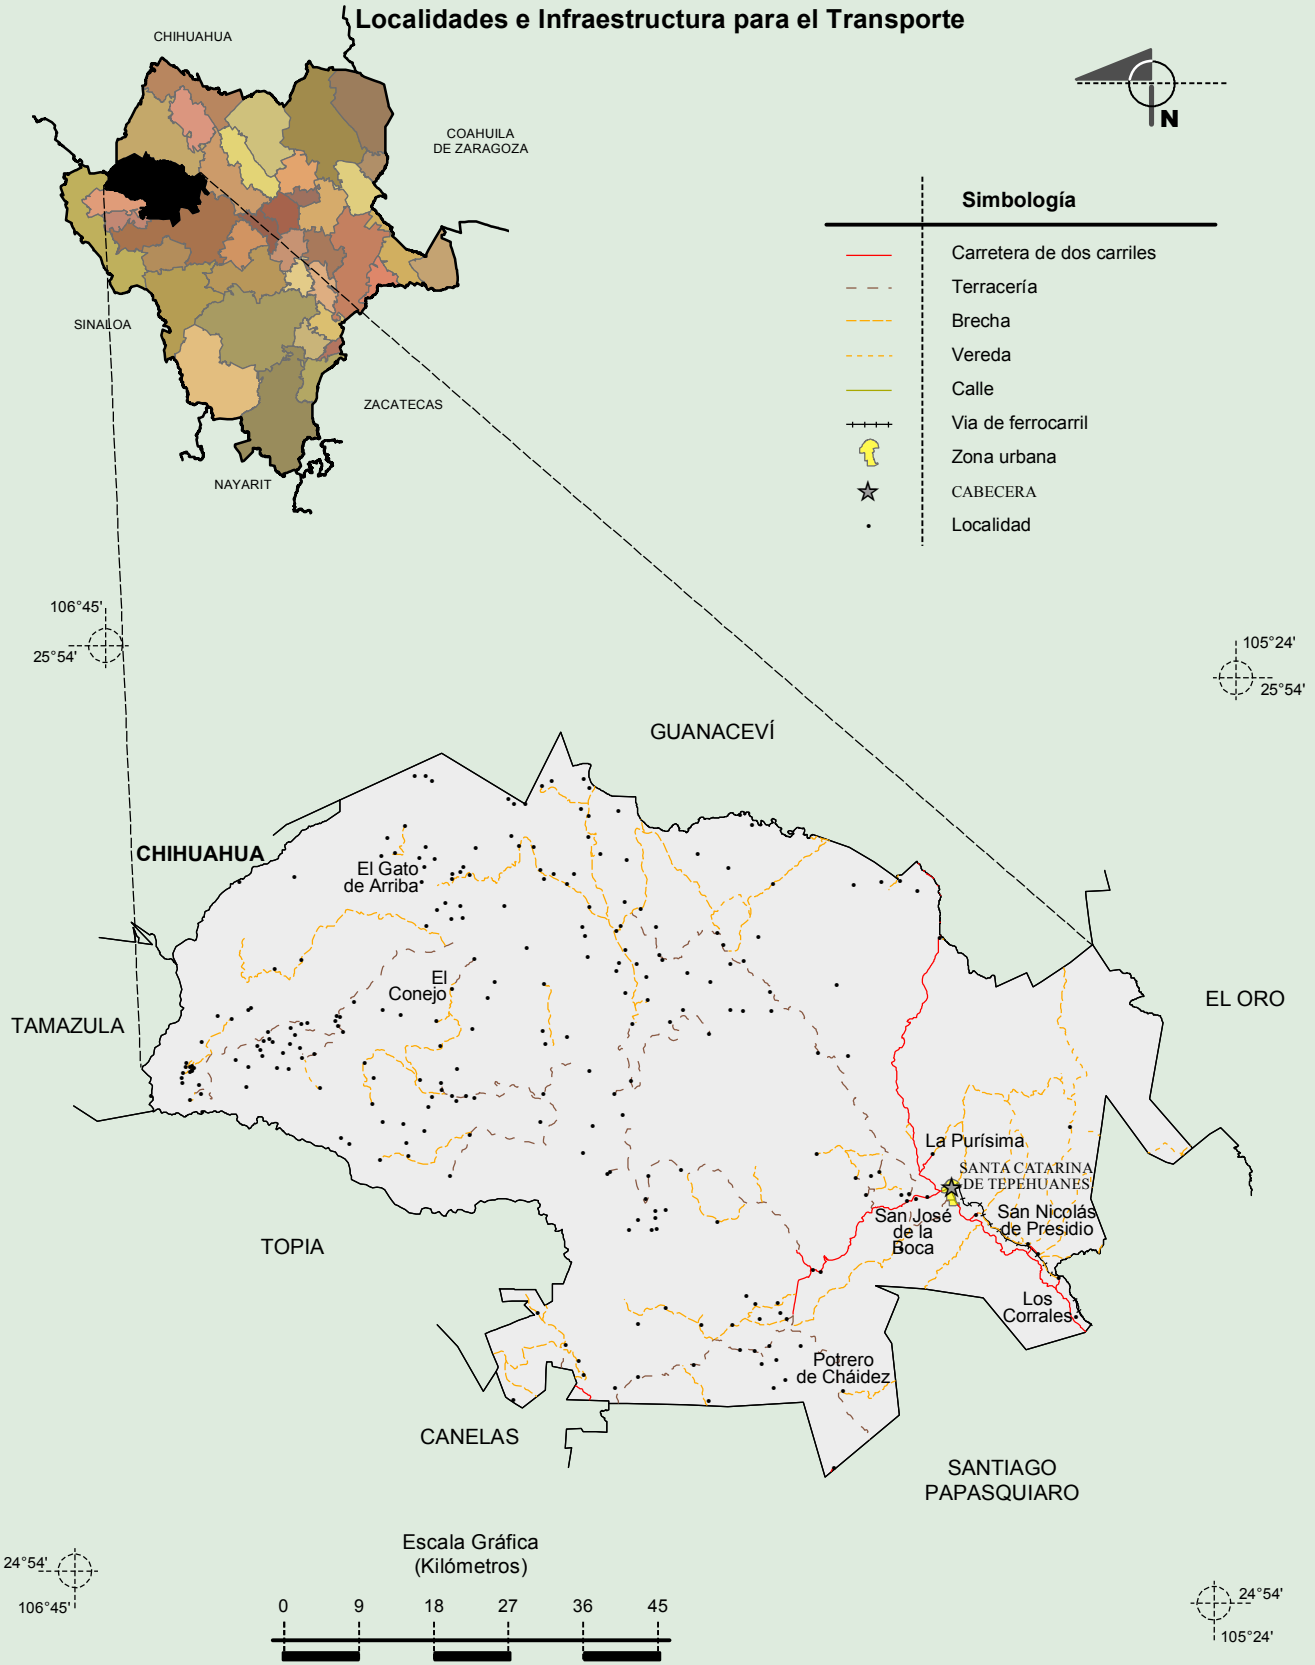 Localidades e Infraestructura para el Transporte
CHIHUAHUA
COAHUILA
DE ZARAGOZA
SINALOA
ZACATECAS
NAYARIT
N
Simbología
Carretera de dos carriles
Terracería
Brecha
Vereda
Calle
Via de ferrocarril
Zona urbana
CABECERA
Localidad
106°45'
25°54'
105°24'
25°54'
GUANACEVÍ
CHIHUAHUA
El Gato
de Arriba
El
Conejo
TAMAZULA
EL ORO
La Purísima
SANTA CATARINA
DE TEPEHUANES
San José
de la
Boca
San Nicolás
de Presidio
TOPIA
Los
Corrales
Potrero
de Cháidez
CANELAS
SANTIAGO
PAPASQUIARO
24°54'
106°45'
Escala Gráfica
(Kilómetros)
0 9 18 27 36 45
24°54'
105°24'